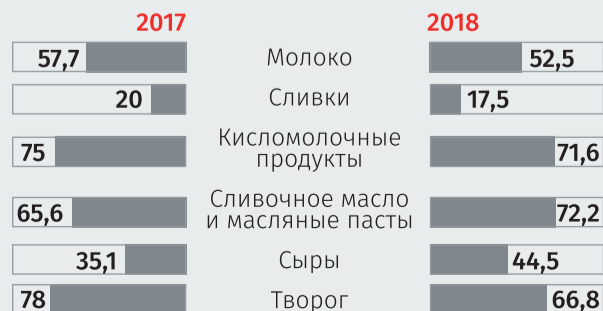 2017 2018
57,7 Молоко 52,5
20 Сливки 17,5
Кисломолочные
75 продукты 71,6
Сливочное масло
65,6 и масляные пасты 72,2
35,1 Сыры 44,5
78 Творог 66,8